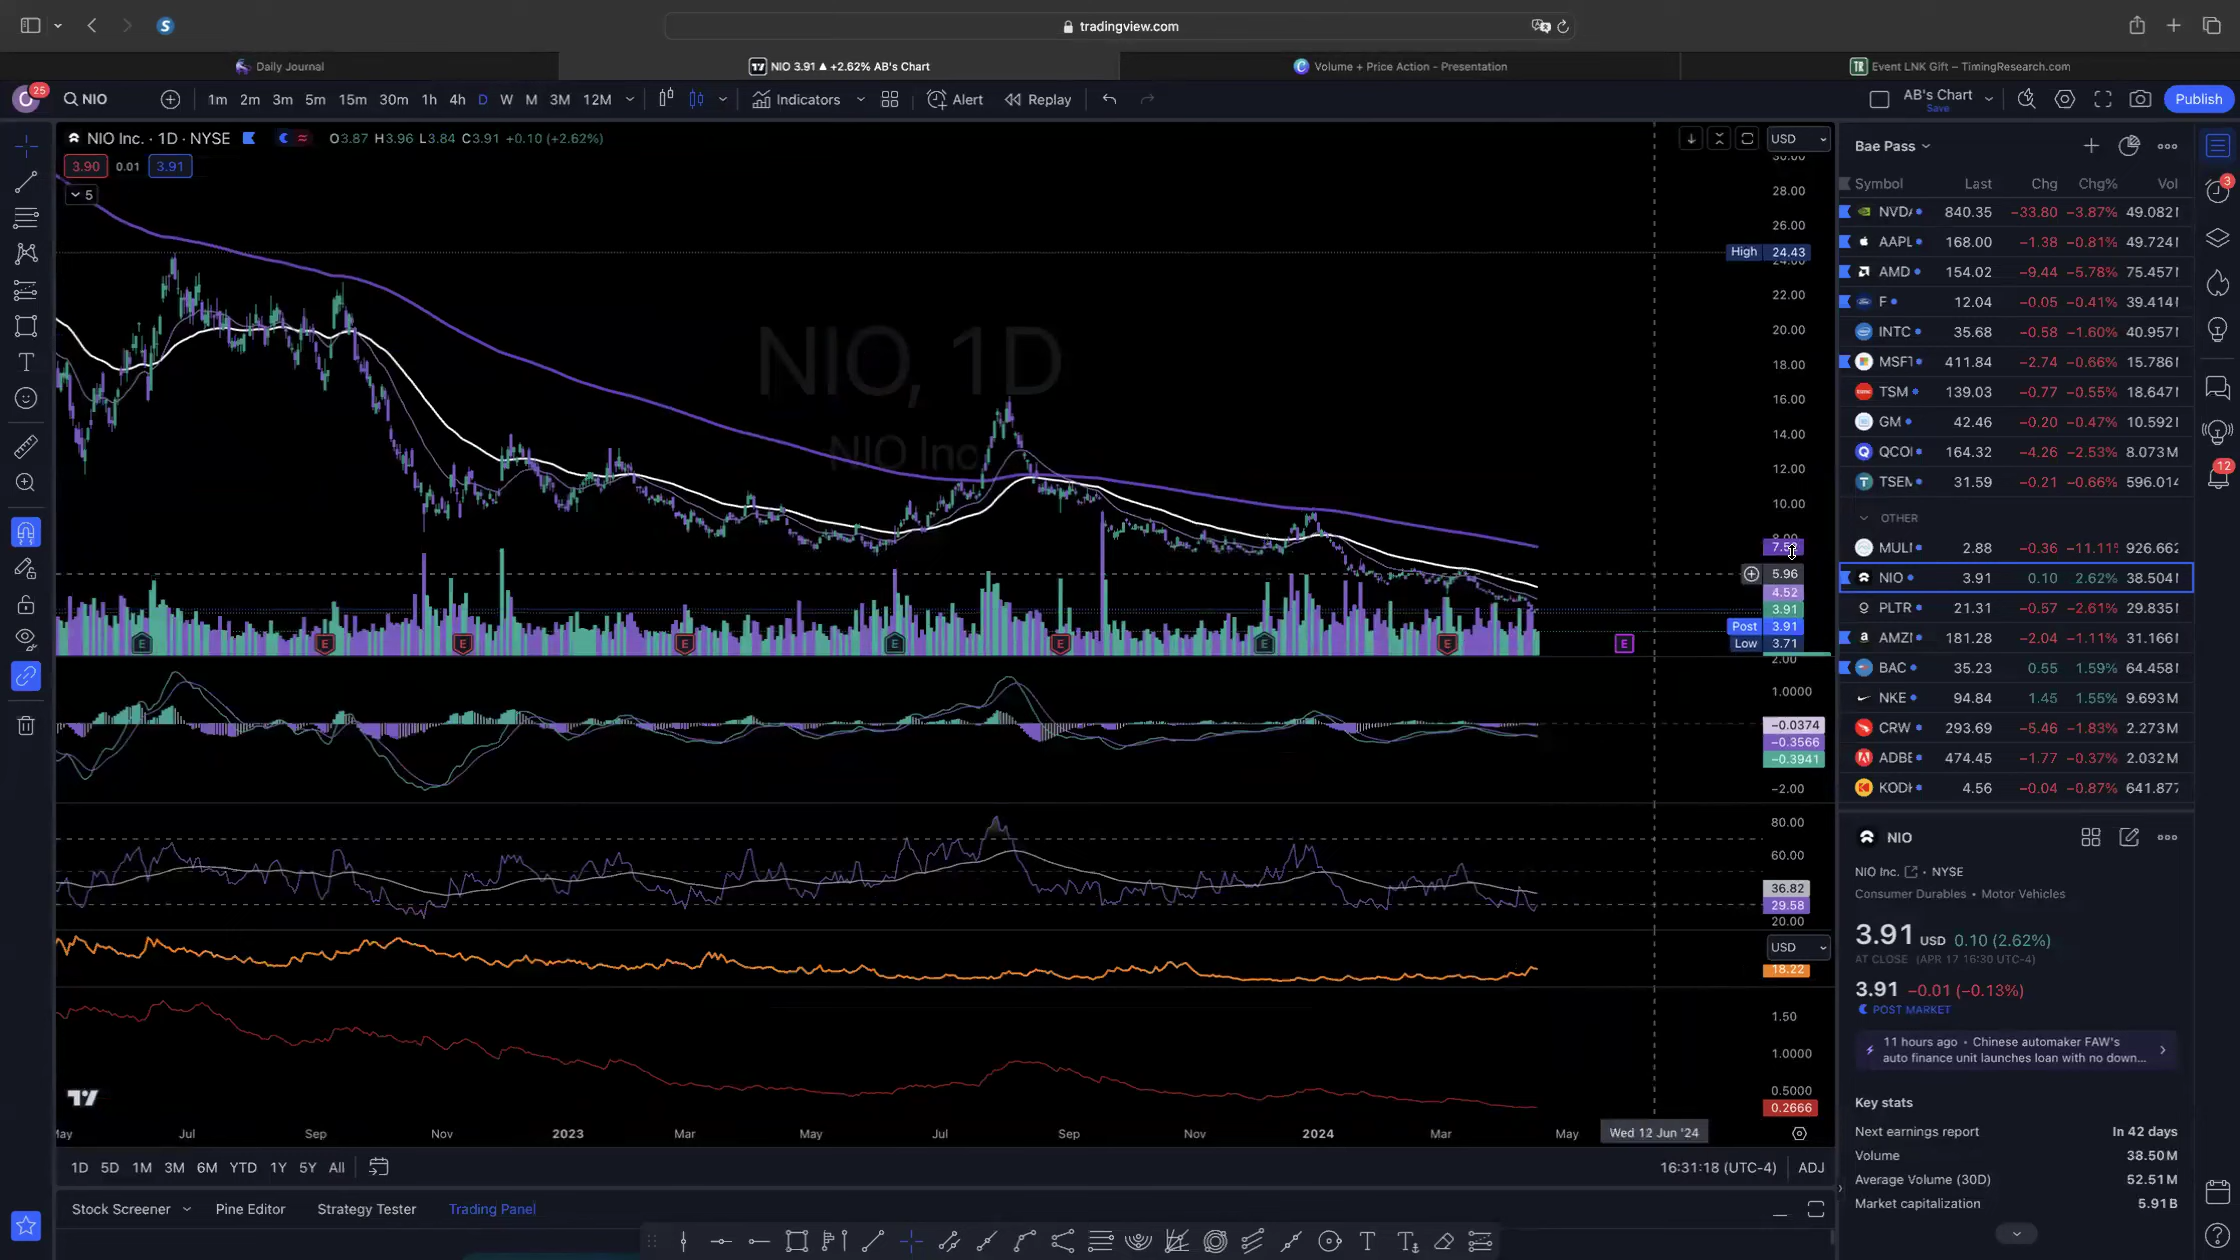 tradingview.com
Daily Journal
NIO 3.91 ▲ +2.62% AB's Chart
Volume + Price Action - Presentation
Event LNK Gift – TimingResearch.com
25
NIO
1m 2m 3m 5m 15m 30m 1h 4h D W M 3M 12M
Indicators
Alert
Replay
AB's Chart
Save
Publish
NIO Inc. · 1D · NYSE
O3.87 H3.96 L3.84 C3.91 +0.10 (+2.62%)
USD
3.90 0.01 3.91
5
NIO, 1D
NIO Inc
28.00
26.00
High 24.43
22.00
20.00
18.00
16.00
14.00
12.00
10.00
5.96
4.52
3.91
Post 3.91
Low 3.71
E E E E E E E E E
2.00
1.0000
−0.0374
−0.3566
−0.3941
−2.00
80.00
60.00
36.82
29.58
20.00
USD
18.22
1.50
1.0000
0.5000
0.2666
May Jul Sep Nov 2023 Mar May Jul Sep Nov 2024 Mar May Wed 12 Jun '24
1D 5D 1M 3M 6M YTD 1Y 5Y All
16:31:18 (UTC-4) ADJ
Stock Screener Pine Editor Strategy Tester Trading Panel
Bae Pass
Symbol Last Chg Chg% Vol
NVD 840.35 −33.80 −3.87% 49.082
AAPL 168.00 −1.38 −0.81% 49.724
AMD 154.02 −9.44 −5.78% 75.457
F 12.04 −0.05 −0.41% 39.414
INTC 35.68 −0.58 −1.60% 40.957
MSFT 411.84 −2.74 −0.66% 15.786
TSM 139.03 −0.77 −0.55% 18.647
GM 42.46 −0.20 −0.47% 10.592
QCO 164.32 −4.26 −2.53% 8.073M
TSEM 31.59 −0.21 −0.66% 596.014
OTHER
MUL 2.88 −0.36 −11.11 926.662
NIO 3.91 0.10 2.62% 38.504
PLTR 21.31 −0.57 −2.61% 29.835
AMZ 181.28 −2.04 −1.11% 31.166
BAC 35.23 0.55 1.59% 64.458
NKE 94.84 1.45 1.55% 9.693M
CRW 293.69 −5.46 −1.83% 2.273M
ADBE 474.45 −1.77 −0.37% 2.032M
KOD 4.56 −0.04 −0.87% 641.877
NIO
NIO Inc. • NYSE
Consumer Durables • Motor Vehicles
3.91 USD 0.10 (2.62%)
AT CLOSE (APR 17 16:30 UTC-4)
3.91 −0.01 (−0.13%)
POST MARKET
11 hours ago • Chinese automaker FAW's
auto finance unit launches loan with no down...
Key stats
Next earnings report In 42 days
Volume 38.50M
Average Volume (30D) 52.51M
Market capitalization 5.91B
3
12